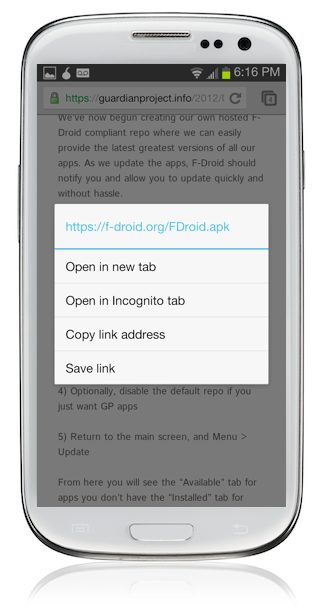 6:16 PM
https://guardianproject.info/2012/
4
We've now begun creating our own hosted F-
Droid compliant repo where we can easily
provide the latest greatest versions of all our
apps. As we update the apps, F-Droid should
notify you and allow you to update quickly and
without hassle.
https://f-droid.org/FDroid.apk
Open in new tab
Open in Incognito tab
Copy link address
Save link
4) Optionally, disable the default repo if you
just want GP apps
5) Return to the main screen, and Menu >
Update
From here you will see the "Available" tab for
apps you don't have the "Installed" tab for